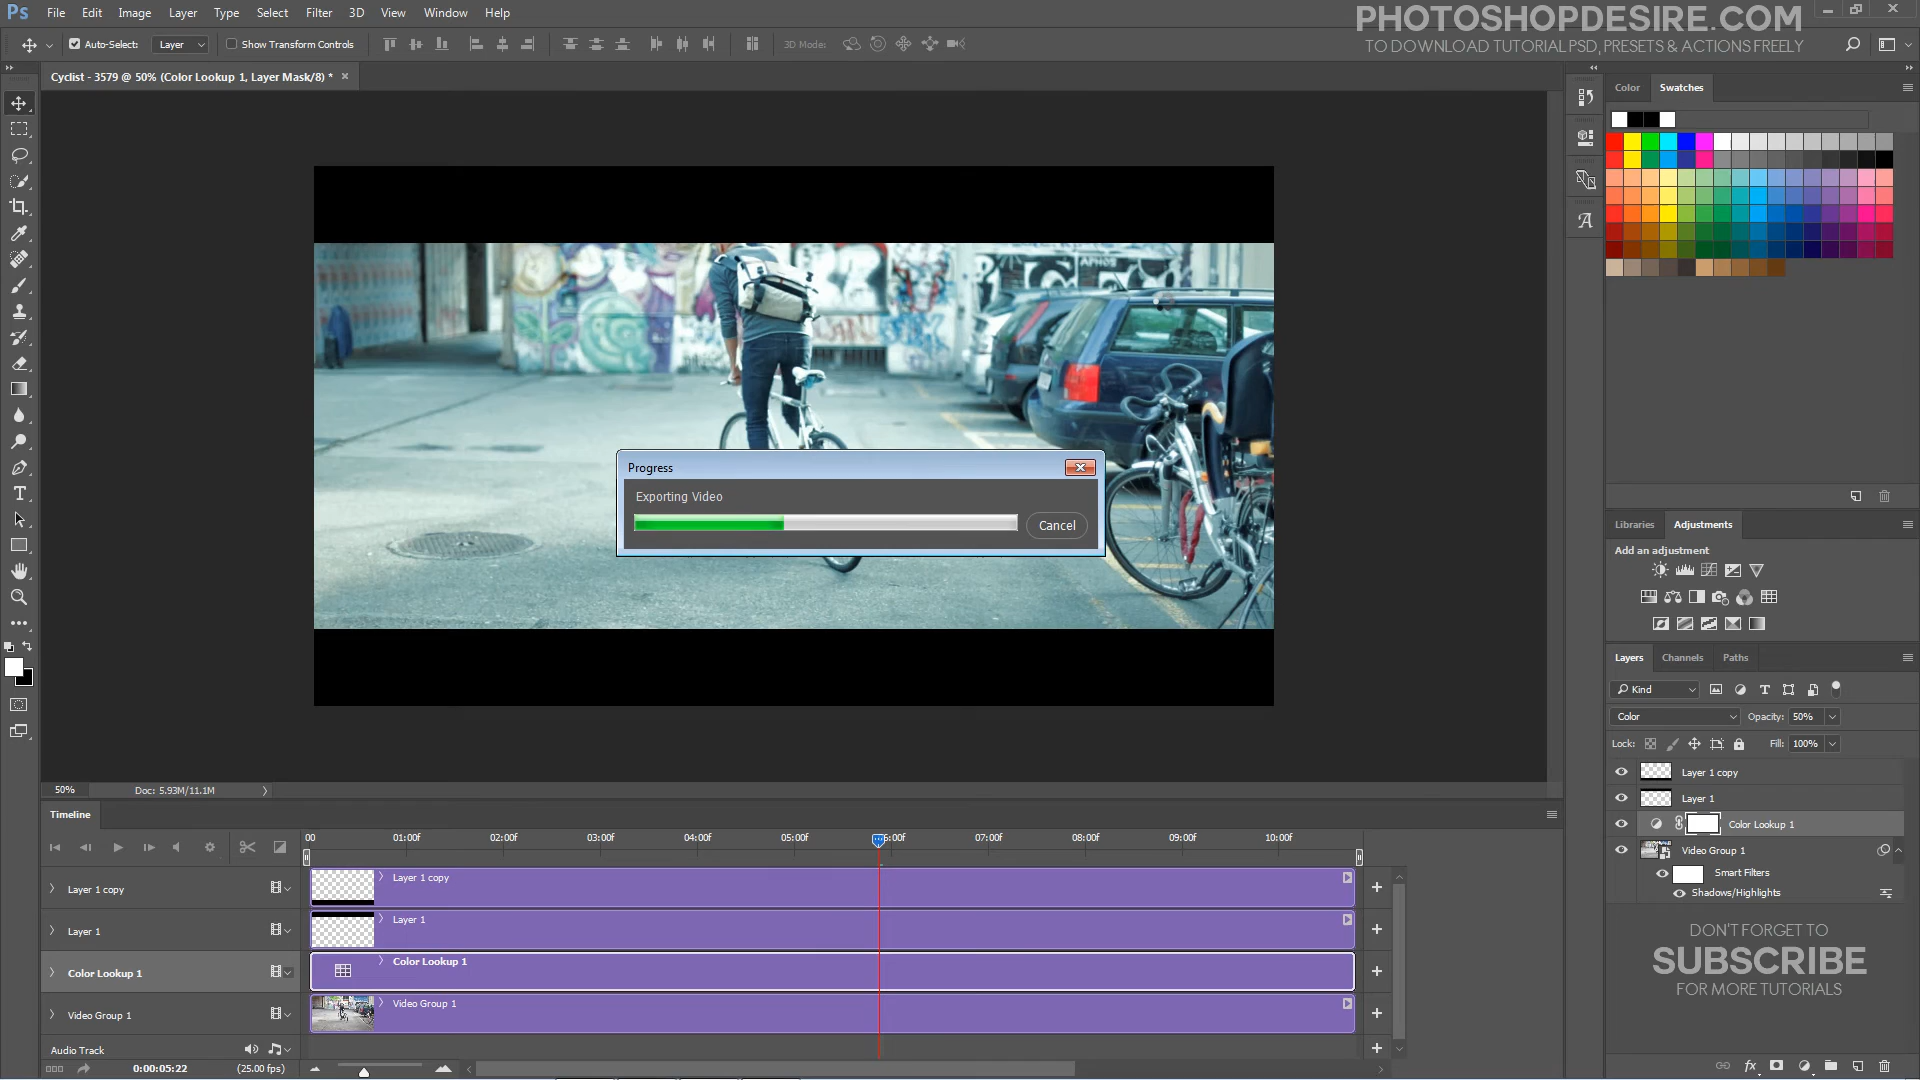 Ps File Edit Image Layer Type Select Filter 3D View Window Help
PHOTOSHOPDESIRE.COM
TO DOWNLOAD TUTORIAL PSD, PRESETS & ACTIONS FREELY
Auto-Select: Layer Show Transform Controls 3D Mode:
Cyclist - 3579 @ 50% (Color Lookup 1, Layer Mask/8) *
Color Swatches
APHOS
Progress
Exporting Video
Cancel
Libraries Adjustments
Add an adjustment
Layers Channels Paths
Kind
Color Opacity: 50%
Lock: Fill: 100%
Layer 1 copy
Layer 1
Color Lookup 1
Video Group 1
Smart Filters
Shadows/Highlights
DON'T FORGET TO
SUBSCRIBE
FOR MORE TUTORIALS
50% Doc: 5.93M/11.1M
Timeline
00 01:00f 02:00f 03:00f 04:00f 05:00f 6:00f 07:00f 08:00f 09:00f 10:00f
Layer 1 copy Layer 1 copy
Layer 1 Layer 1
Color Lookup 1 Color Lookup 1
Video Group 1 Video Group 1
Audio Track
0:00:05:22 (25.00 fps)